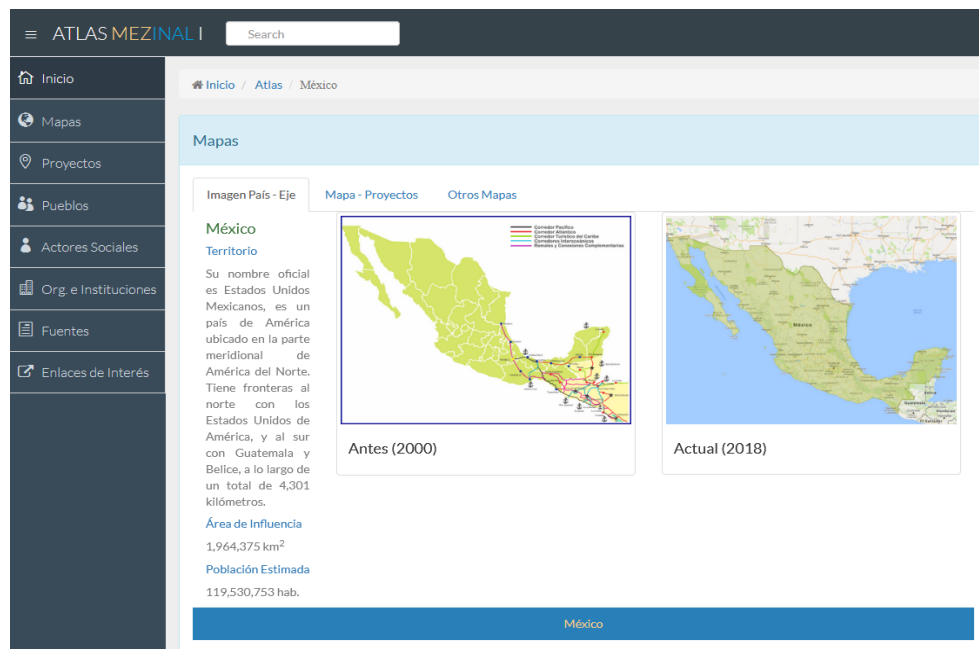 ATLAS MEZINAL I
Search
Inicio
Mapas
Proyectos
Pueblos
Actores Sociales
Org. e Instituciones
Fuentes
Enlaces de Interés
Inicio / Atlas / México
Mapas
Imagen País - Eje
Mapa - Proyectos
Otros Mapas
México
Territorio
Su nombre oficial
es Estados Unidos
Mexicanos, es un
país de América
ubicado en la parte
meridional de
América del Norte.
Tiene fronteras al
norte con los
Estados Unidos de
América, y al sur
con Guatemala y
Belice, a lo largo de
un total de 4,301
kilómetros.
Área de Influencia
1,964,375 km²
Población Estimada
119,530,753 hab.
Corredor Pacífico
Corredor Atlántico
Corredor Turístico del Caribe
Corredores Interoceánicos
Ramales y Conexiones Complementarias
Antes (2000)
México
Guatemala
Actual (2018)
México